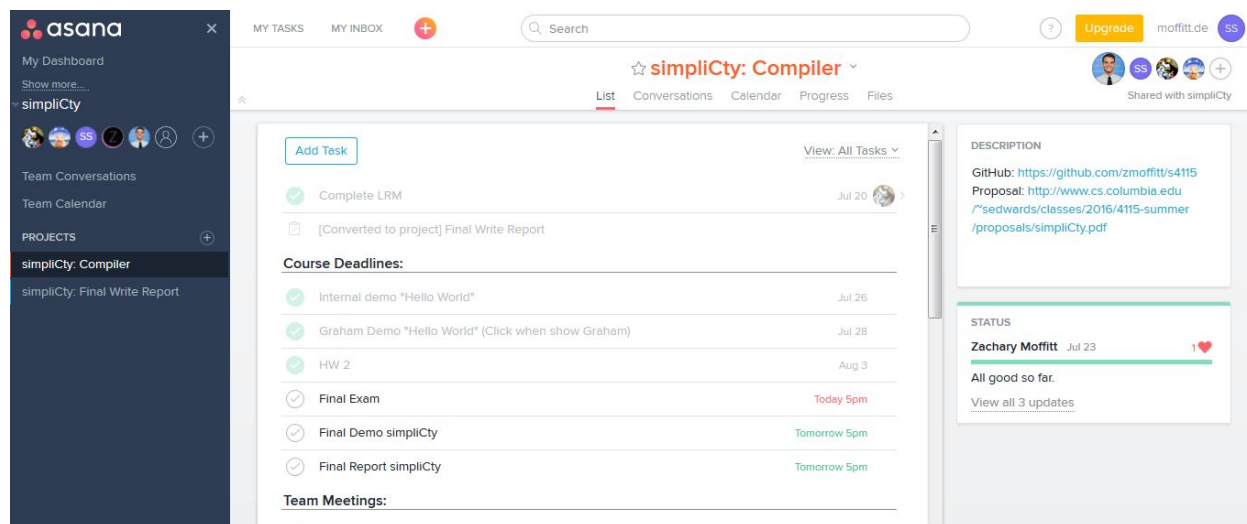 asana
×
MY TASKS
MY INBOX
+
Search
?
Upgrade
moffitt.de
SS
My Dashboard
Show more...
simpliCty
SS
Z
+
Team Conversations
Team Calendar
PROJECTS
+
simpliCty: Compiler
simpliCty: Final Write Report
simpliCty: Compiler
SS
+
List
Conversations
Calendar
Progress
Files
Shared with simpliCty
Add Task
View: All Tasks
Complete LRM
Jul 20
[Converted to project] Final Write Report
Course Deadlines:
Internal demo "Hello World"
Jul 26
Graham Demo "Hello World" (Click when show Graham)
Jul 28
HW 2
Aug 3
Final Exam
Today 5pm
Final Demo simpliCty
Tomorrow 5pm
Final Report simpliCty
Tomorrow 5pm
Team Meetings:
DESCRIPTION
GitHub: https://github.com/zmoffitt/s4115
Proposal: http://www.cs.columbia.edu
/~sedwards/classes/2016/4115-summer
/proposals/simpliCty.pdf
STATUS
Zachary Moffitt Jul 23
1
All good so far.
View all 3 updates